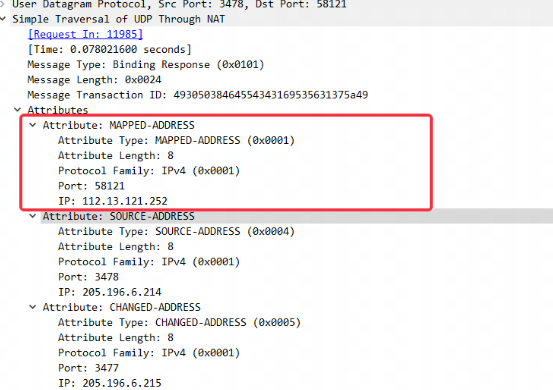 User Datagram Protocol, Src Port: 3478, Dst Port: 58121
Simple Traversal of UDP Through NAT
[Request In: 11985]
[Time: 0.078021600 seconds]
Message Type: Binding Response (0x0101)
Message Length: 0x0024
Message Transaction ID: 49305038464554343169535631375a49
Attributes
Attribute: MAPPED-ADDRESS
Attribute Type: MAPPED-ADDRESS (0x0001)
Attribute Length: 8
Protocol Family: IPv4 (0x0001)
Port: 58121
IP: 112.13.121.252
Attribute: SOURCE-ADDRESS
Attribute Type: SOURCE-ADDRESS (0x0004)
Attribute Length: 8
Protocol Family: IPv4 (0x0001)
Port: 3478
IP: 205.196.6.214
Attribute: CHANGED-ADDRESS
Attribute Type: CHANGED-ADDRESS (0x0005)
Attribute Length: 8
Protocol Family: IPv4 (0x0001)
Port: 3477
IP: 205.196.6.215